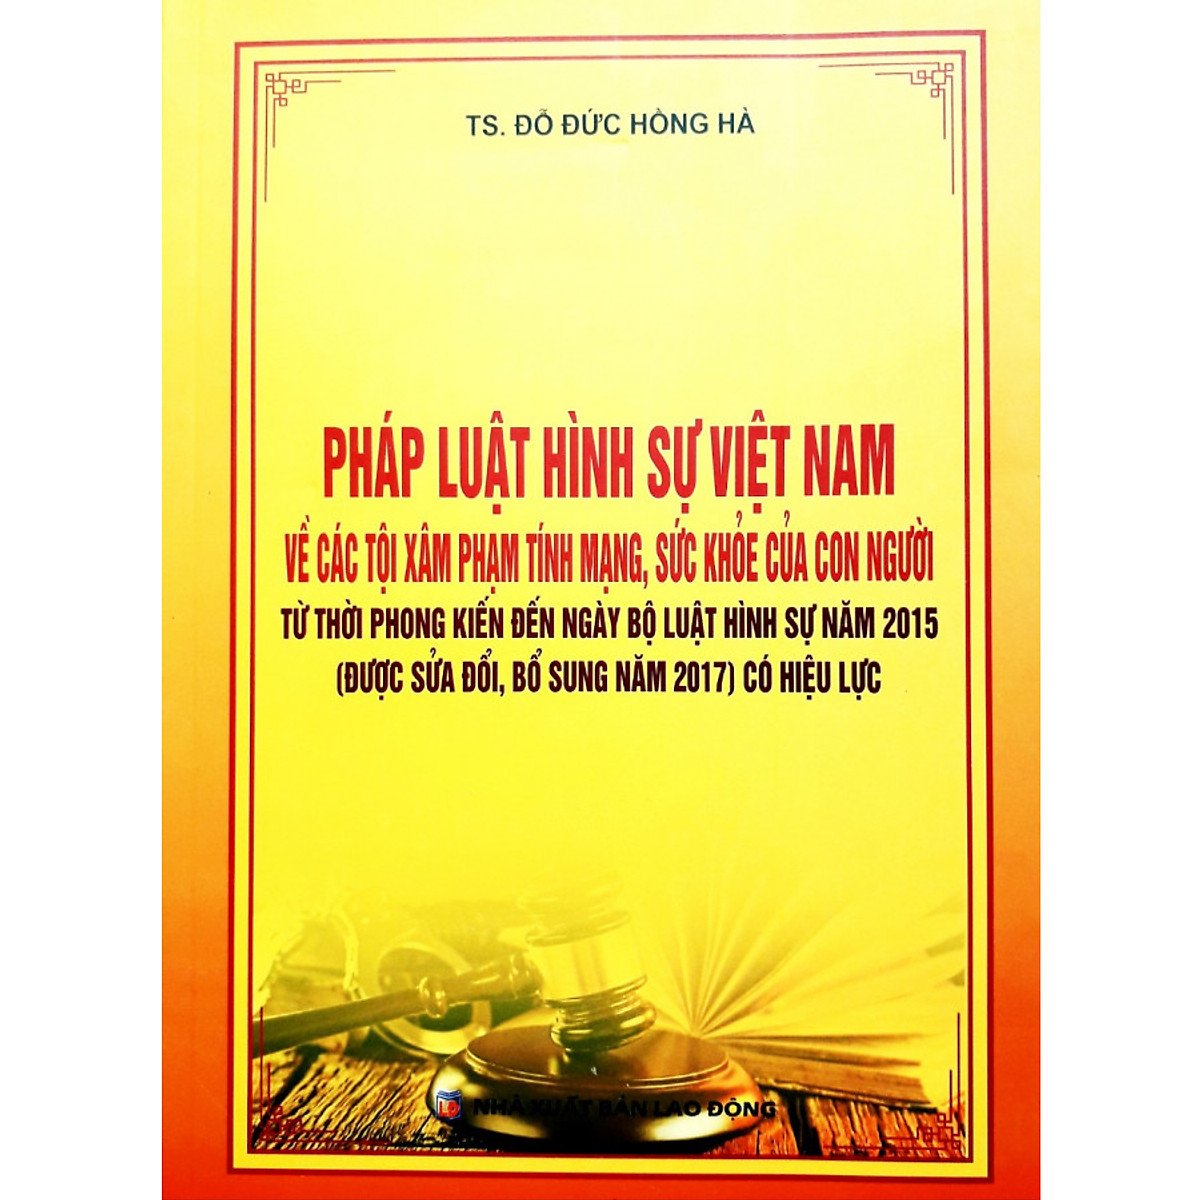 TS. ĐỖ ĐỨC HỒNG HÀ
PHÁP LUẬT HÌNH SỰ VIỆT NAM
VỀ CÁC TỘI XÂM PHẠM TÍNH MẠNG, SỨC KHỎE CỦA CON NGƯỜI
TỪ THỜI PHONG KIẾN ĐẾN NGÀY BỘ LUẬT HÌNH SỰ NĂM 2015
(ĐƯỢC SỬA ĐỔI, BỔ SUNG NĂM 2017) CÓ HIỆU LỰC
LĐ NHÀ XUẤT BẢN LAO ĐỘNG